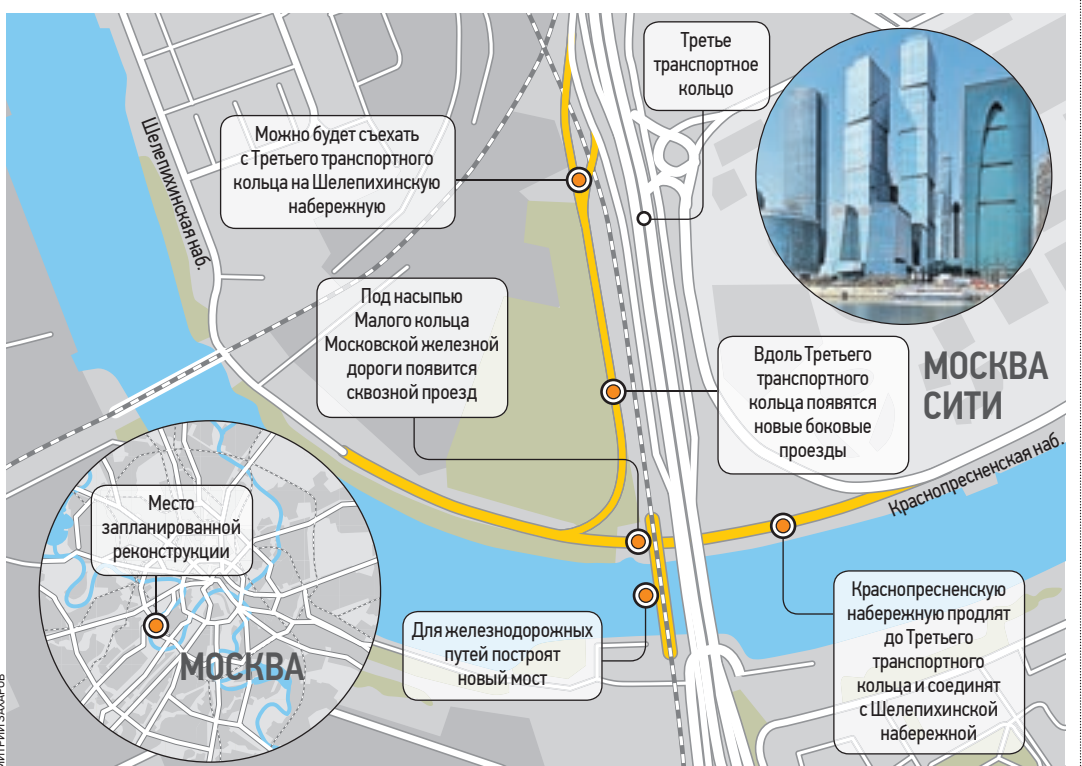 Третье
транспортное
кольцо
Можно будет съехать
с Третьего транспортного
кольца на Шелепихинскую
набережную
Шелепихинская наб.
Под насыпью
Малого кольца
Московской железной
дороги появится
сквозной проезд
Вдоль Третьего
транспортного
кольца появятся
новые боковые
проезды
МОСКВА
СИТИ
Краснопресненская наб.
Место
запланированной
реконструкции
МОСКВА
Для железнодорожных
путей построят
новый мост
Краснопресненскую
набережную продлят
до Третьего
транспортного
кольца и соединят
с Шелепихинской
набережной
ЗАХАРОВ